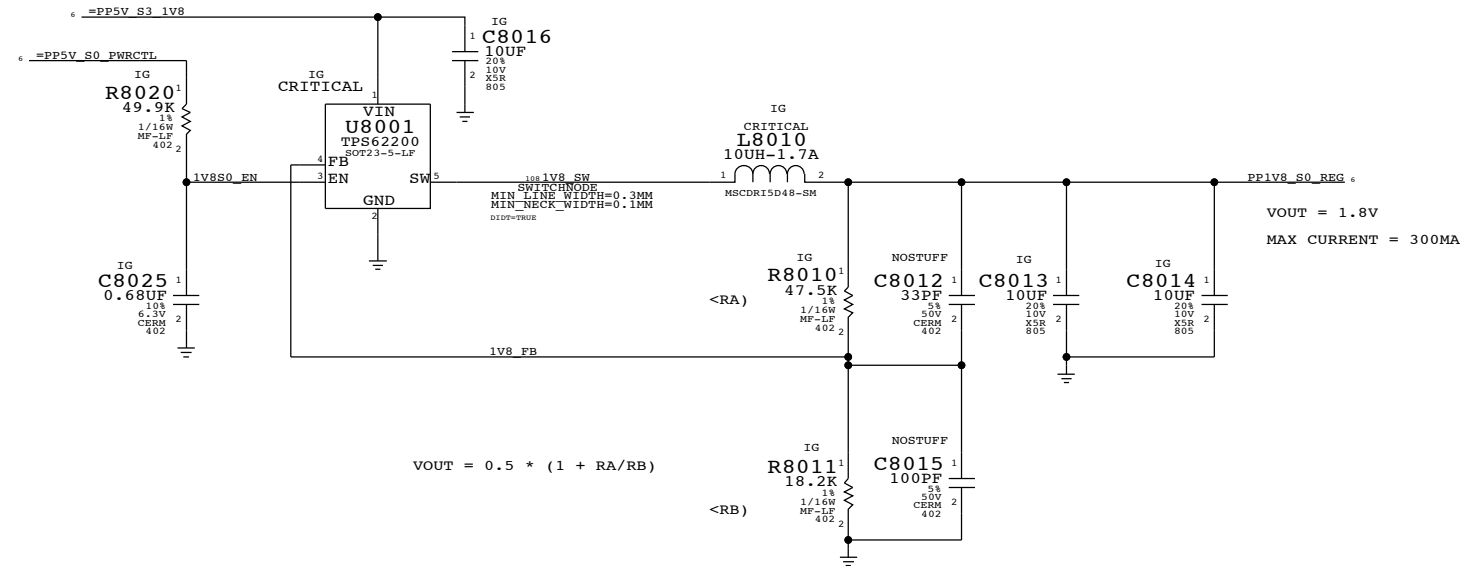 6 =PP5V_S3_1V8
6 =PP5V_S0_PWRCTL
IG
R8020 1
49.9K
1%
1/16W
MF-LF
402 2
IG
CRITICAL
1
VIN
U8001
TPS62200
SOT23-5-LF
4 FB
3 EN
SW 5
GND
2
IG
1 C8016
10UF
20%
10V
2 X5R
805
1V8S0_EN
IG
C8025 1
0.68UF
10%
6.3V 2
CERM
402
108 1V8_SW
SWITCHNODE
MIN_LINE_WIDTH=0.3MM
MIN_NECK_WIDTH=0.1MM
DIDT=TRUE
IG
CRITICAL
L8010
10UH-1.7A
1 2
MSCDRI5D48-SM
PP1V8_S0_REG 6
VOUT = 1.8V
MAX CURRENT = 300MA
IG
R8010 1
47.5K
<RA)
1%
1/16W
MF-LF
402 2
NOSTUFF
C8012 1
33PF
5%
50V 2
CERM
402
IG
C8013 1
10UF
20%
10V 2
X5R
805
IG
C8014 1
10UF
20%
10V 2
X5R
805
1V8_FB
VOUT = 0.5 * (1 + RA/RB)
IG
R8011 1
18.2K
1%
1/16W
<RB)
MF-LF
402 2
NOSTUFF
C8015 1
100PF
5%
50V 2
CERM
402